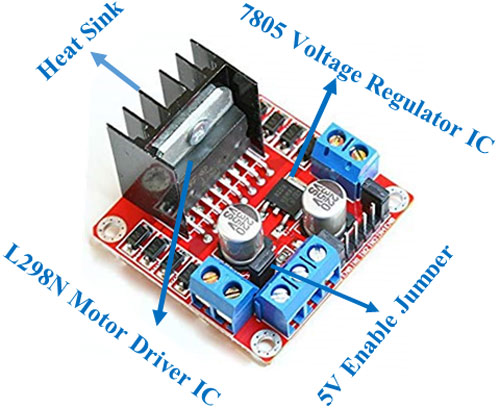 Heat Sink
7805 Voltage Regulator IC
L298N Motor Driver IC
5V Enable Jumper